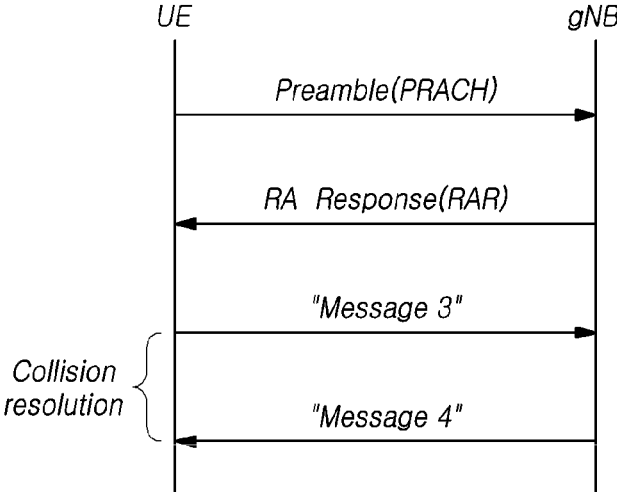 UE
gNB
Preamble(PRACH)
RA Response(RAR)
"Message 3"
Collision
resolution
"Message 4"